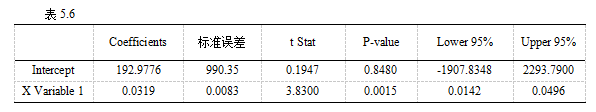 表 5.6
Coefficients 标准误差 t Stat P-value Lower 95% Upper 95%
Intercept 192.9776 990.35 0.1947 0.8480 -1907.8348 2293.7900
X Variable 1 0.0319 0.0083 3.8300 0.0015 0.0142 0.0496